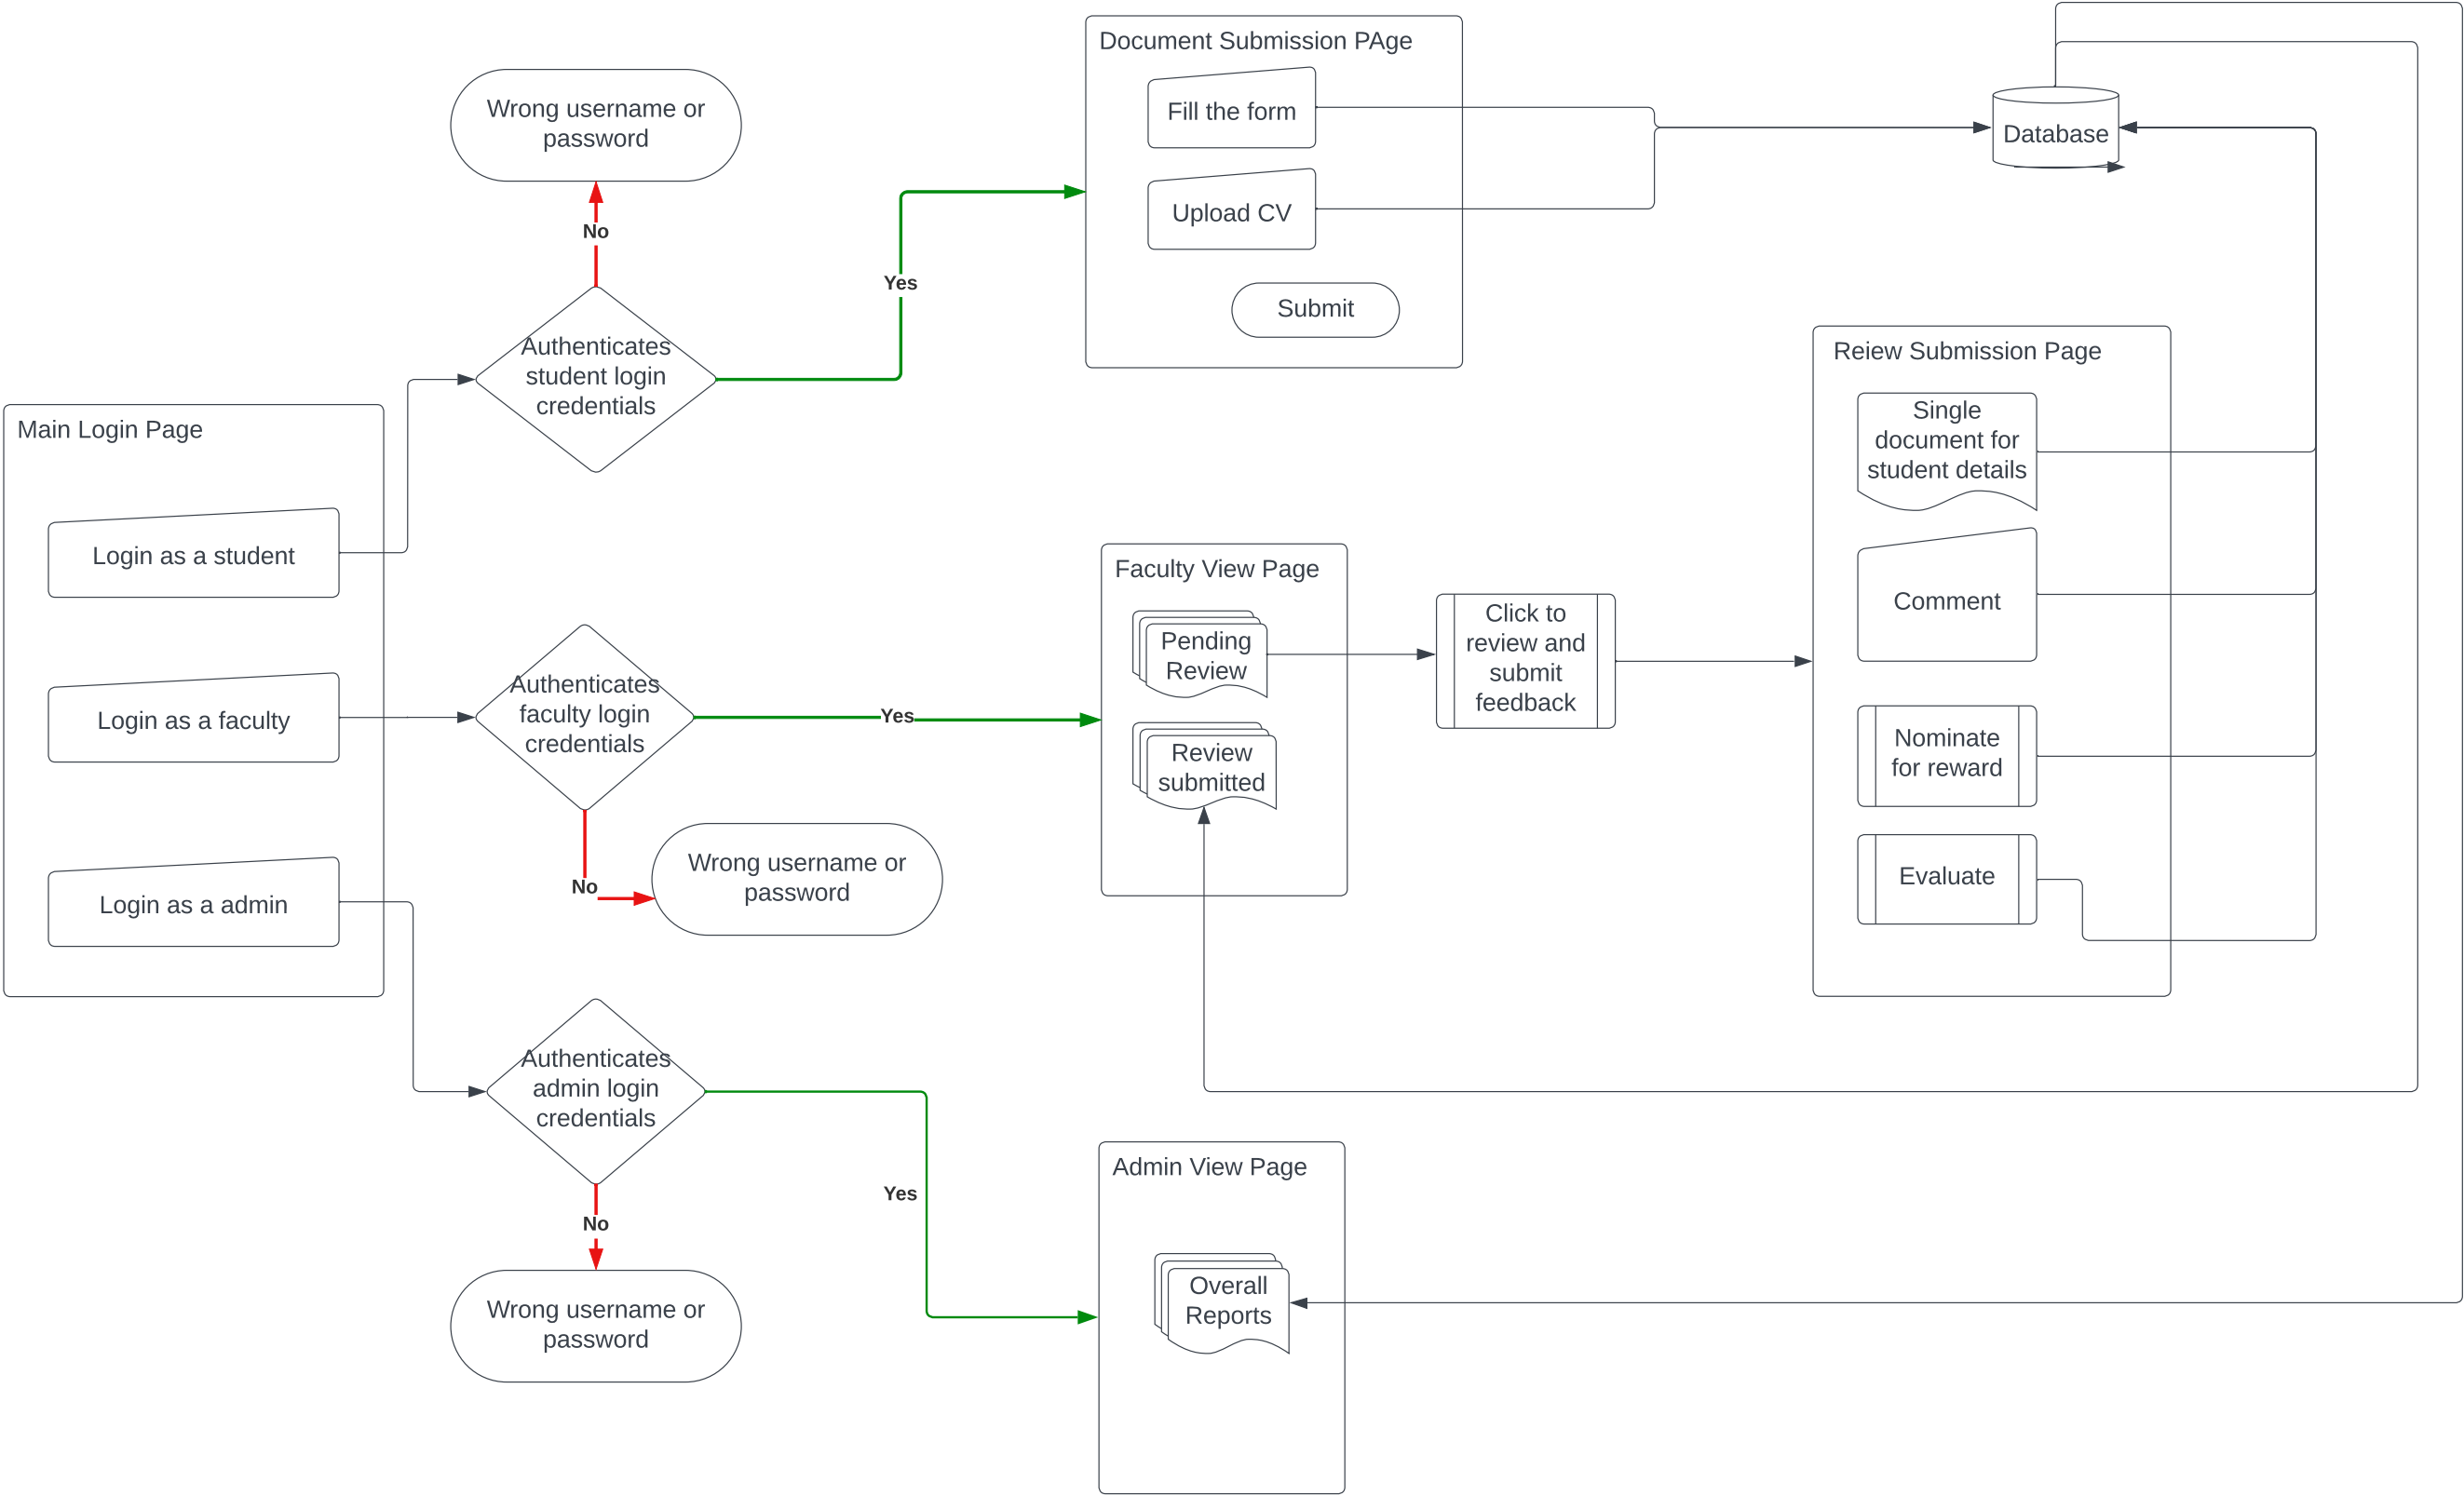 Document Submission PAge
Fill the form
Upload CV
Submit
Wrong username or
password
No
Yes
Database
Authenticates
student login
credentials
Main Login Page
Login as a student
Login as a faculty
Login as a admin
Authenticates
faculty login
credentials
Yes
No
Wrong username or
password
Faculty View Page
Pending
Review
Review
submitted
Click to
review and
submit
feedback
Reiew Submission Page
Single
document for
student details
Comment
Nominate
for reward
Evaluate
Authenticates
admin login
credentials
Yes
No
Wrong username or
password
Admin View Page
Overall
Reports